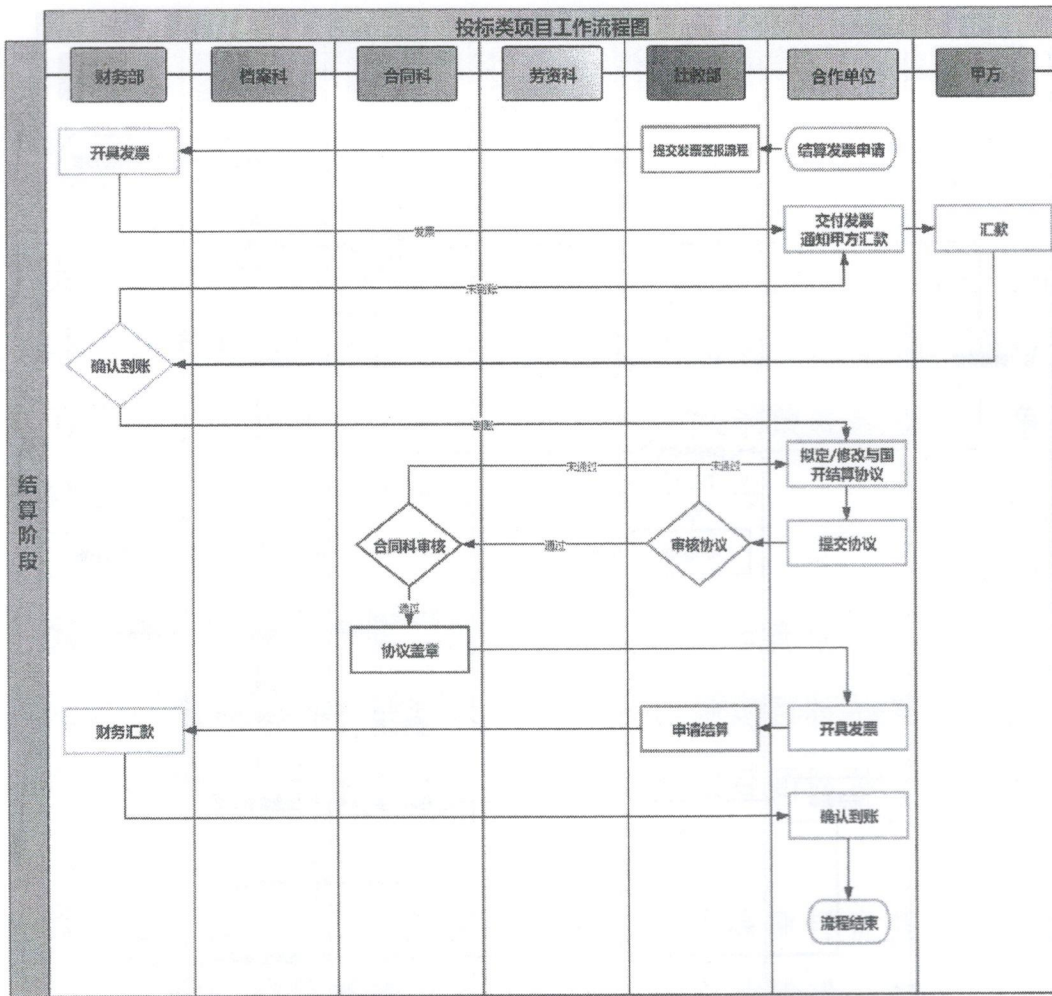 投标类项目工作流程图
财务部
档案科
合同科
劳资科
社教部
合作单位
甲方
结算阶段
开具发票
提交发票签报流程
结算发票申请
发票
交付发票
通知甲方汇款
汇款
未到账
确认到账
到账
拟定/修改与国
开结算协议
未通过
未通过
合同科审核
通过
审核协议
提交协议
通过
协议盖章
财务汇款
申请结算
开具发票
确认到账
流程结束